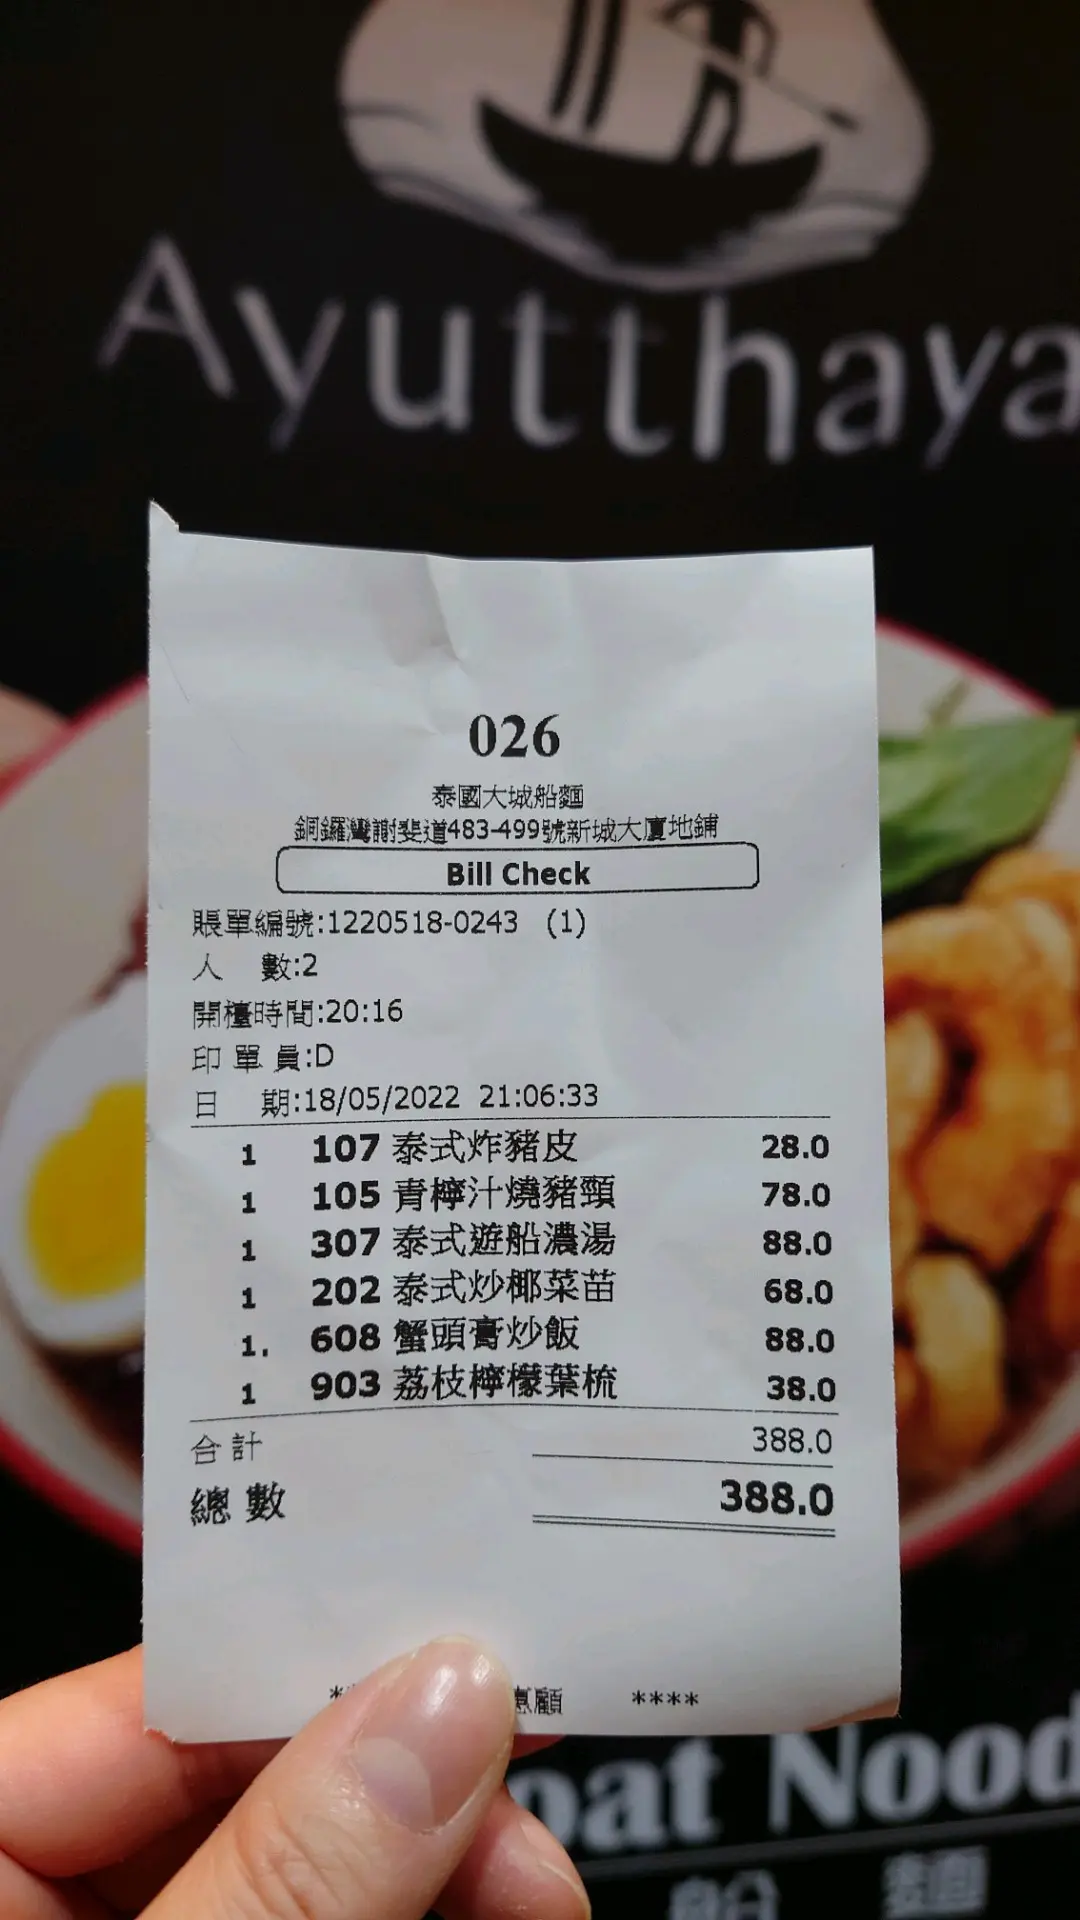 Ayutthaya
026
泰國大城船麵
銅鑼灣謝斐道483-499號新城大廈地鋪
Bill Check
賬單編號:1220518-0243 (1)
人 數:2
開檯時間:20:16
印單員:D
日 期:18/05/2022 21:06:33
1 107 泰式炸豬皮 28.0
1 105 青檸汁燒豬頸 78.0
1 307 泰式遊船濃湯 88.0
1 202 泰式炒椰菜苗 68.0
1. 608 蟹頭膏炒飯 88.0
1 903 荔枝檸檬葉梳 38.0
合計 388.0
總數 388.0
惠顧 ****
oat Nood